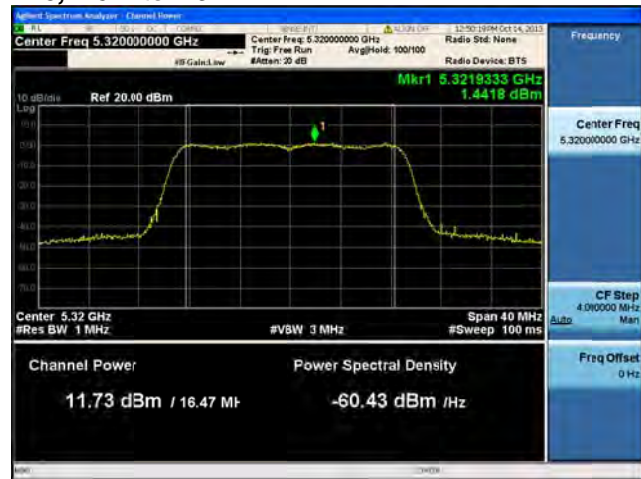 Agilent Spectrum Analyzer - Channel Power
RL
Center Freq 5.320000000 GHz
#IFGain:Low
Center Freq: 5.320000000 GHz
Trig: Free Run
Avg|Hold: 100/100
#Atten: 20 dB
12:50:19PM Oct 14, 2013
Radio Std: None
Radio Device: BTS
Frequency
Mkr1 5.3219333 GHz
1.4418 dBm
10 dB/div
Ref 20.00 dBm
Log
1
Center Freq
5.320000000 GHz
Center 5.32 GHz
#Res BW 1 MHz
#VBW 3 MHz
Span 40 MHz
#Sweep 100 ms
CF Step
4.000000 MHz
Auto Man
Channel Power
Power Spectral Density
11.73 dBm / 16.47 MH
-60.43 dBm /Hz
Freq Offset
0 Hz